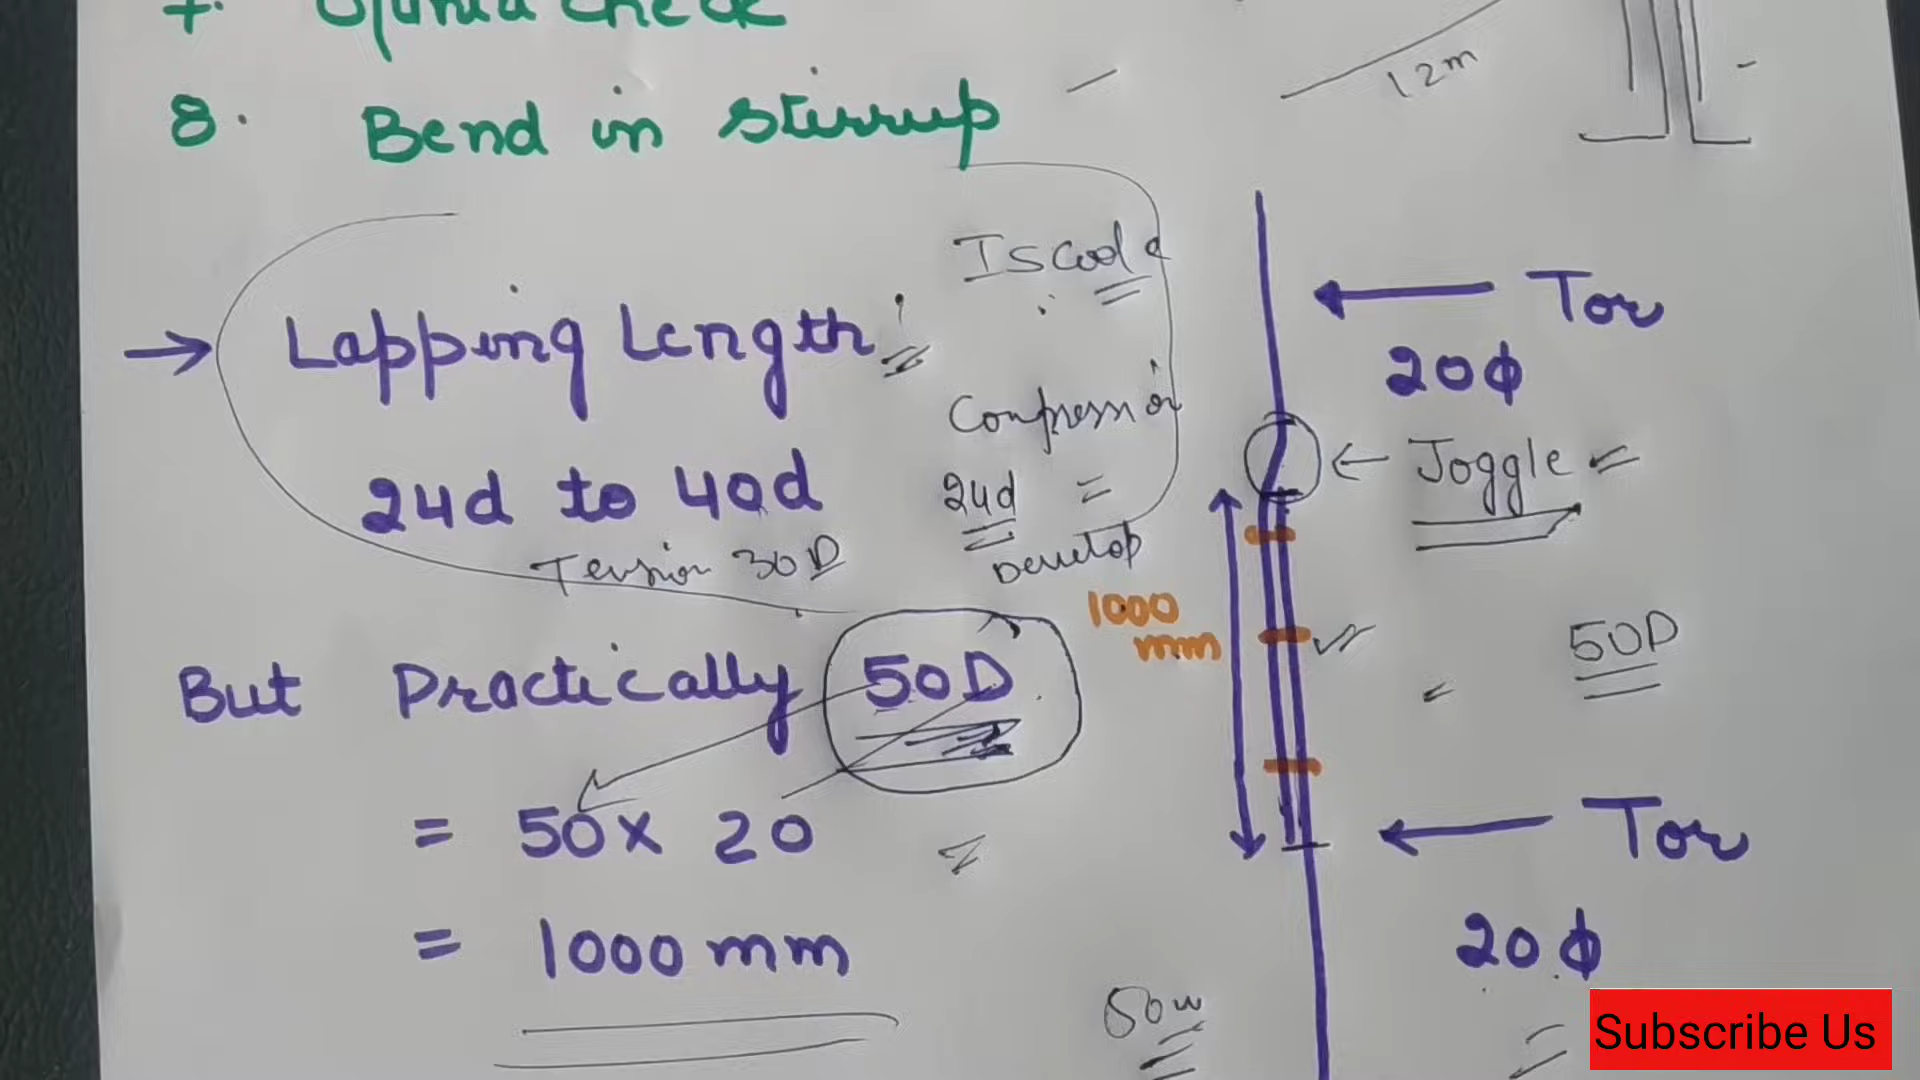 8. Bend in stirrup
12m
IS Code
→ Lapping Length :
Compression
24d to 40d
24d =
Tension 30D
Develop
But Practically 50D
= 50 x 20
= 1000 mm
← Tor
20ϕ
← Joggle
1000
mm
50D
← Tor
20ϕ
Subscribe Us